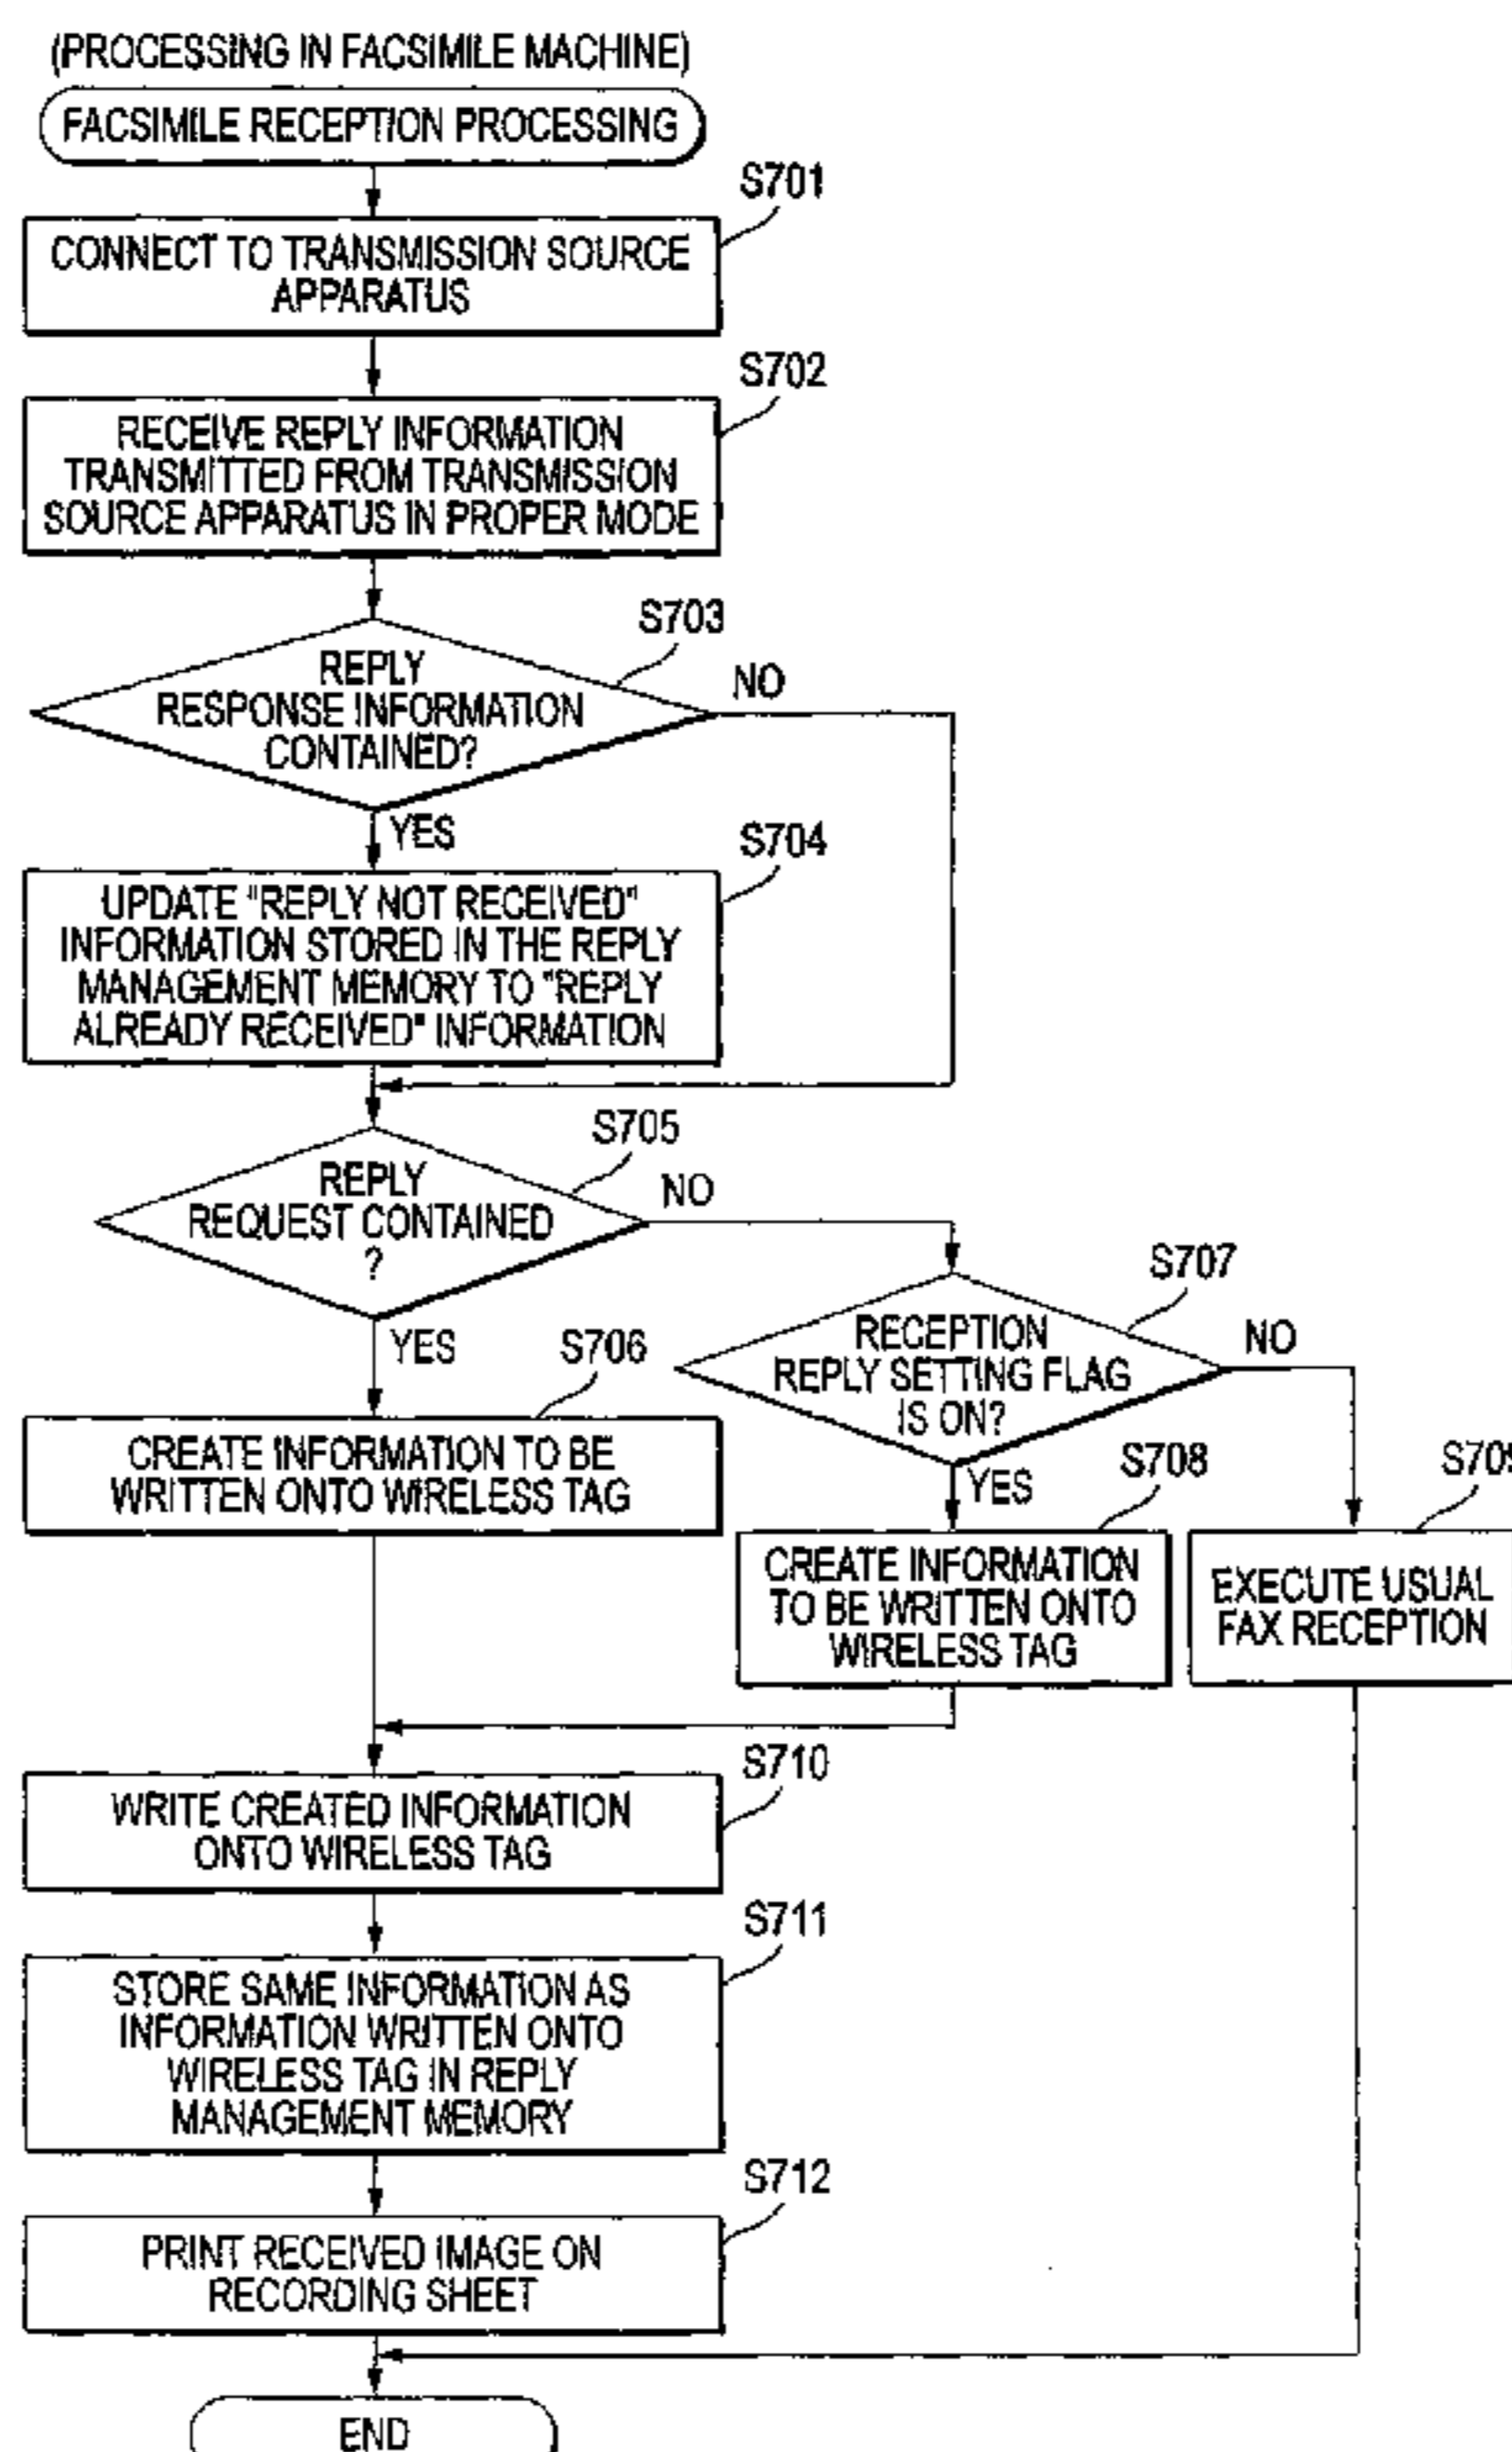 (PROCESSING IN FACSIMILE MACHINE)
FACSIMILE RECEPTION PROCESSING
S701
CONNECT TO TRANSMISSION SOURCE
APPARATUS
S702
RECEIVE REPLY INFORMATION
TRANSMITTED FROM TRANSMISSION
SOURCE APPARATUS IN PROPER MODE
S703
REPLY
RESPONSE INFORMATION
CONTAINED?
NO
YES
S704
UPDATE "REPLY NOT RECEIVED"
INFORMATION STORED IN THE REPLY
MANAGEMENT MEMORY TO "REPLY
ALREADY RECEIVED" INFORMATION
S705
REPLY
REQUEST CONTAINED
?
NO
YES
S706
CREATE INFORMATION TO BE
WRITTEN ONTO WIRELESS TAG
S707
RECEPTION
REPLY SETTING FLAG
IS ON?
NO
YES
S708
CREATE INFORMATION
TO BE WRITTEN ONTO
WIRELESS TAG
S709
EXECUTE USUAL
FAX RECEPTION
S710
WRITE CREATED INFORMATION
ONTO WIRELESS TAG
S711
STORE SAME INFORMATION AS
INFORMATION WRITTEN ONTO
WIRELESS TAG IN REPLY
MANAGEMENT MEMORY
S712
PRINT RECEIVED IMAGE ON
RECORDING SHEET
END